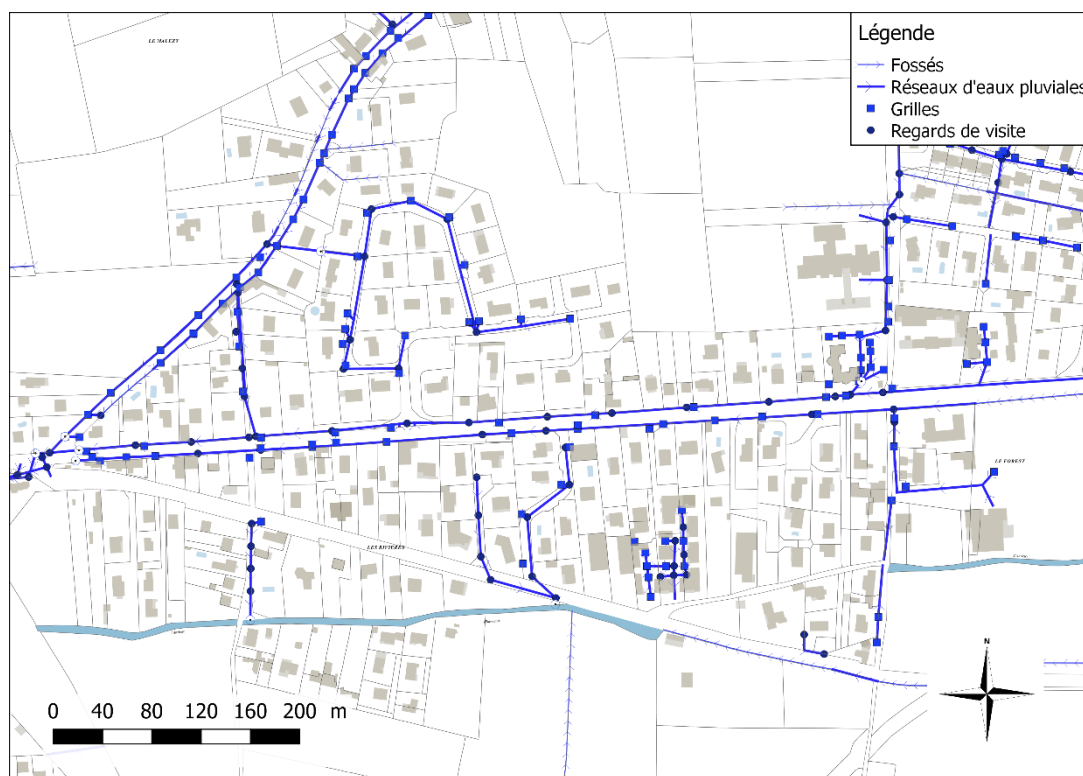 LE MALEZY
Légende
Fossés
Réseaux d'eaux pluviales
Grilles
Regards de visite
LE FOREST
LES RIVIERES
N
0 40 80 120 160 200 m